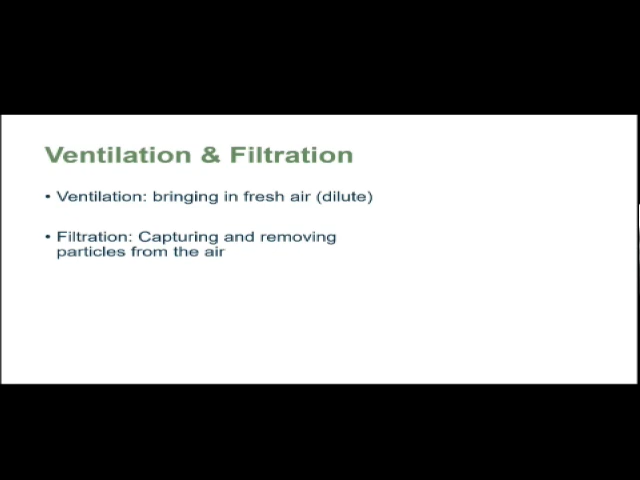 Ventilation & Filtration
• Ventilation: bringing in fresh air (dilute)
• Filtration: Capturing and removing
particles from the air